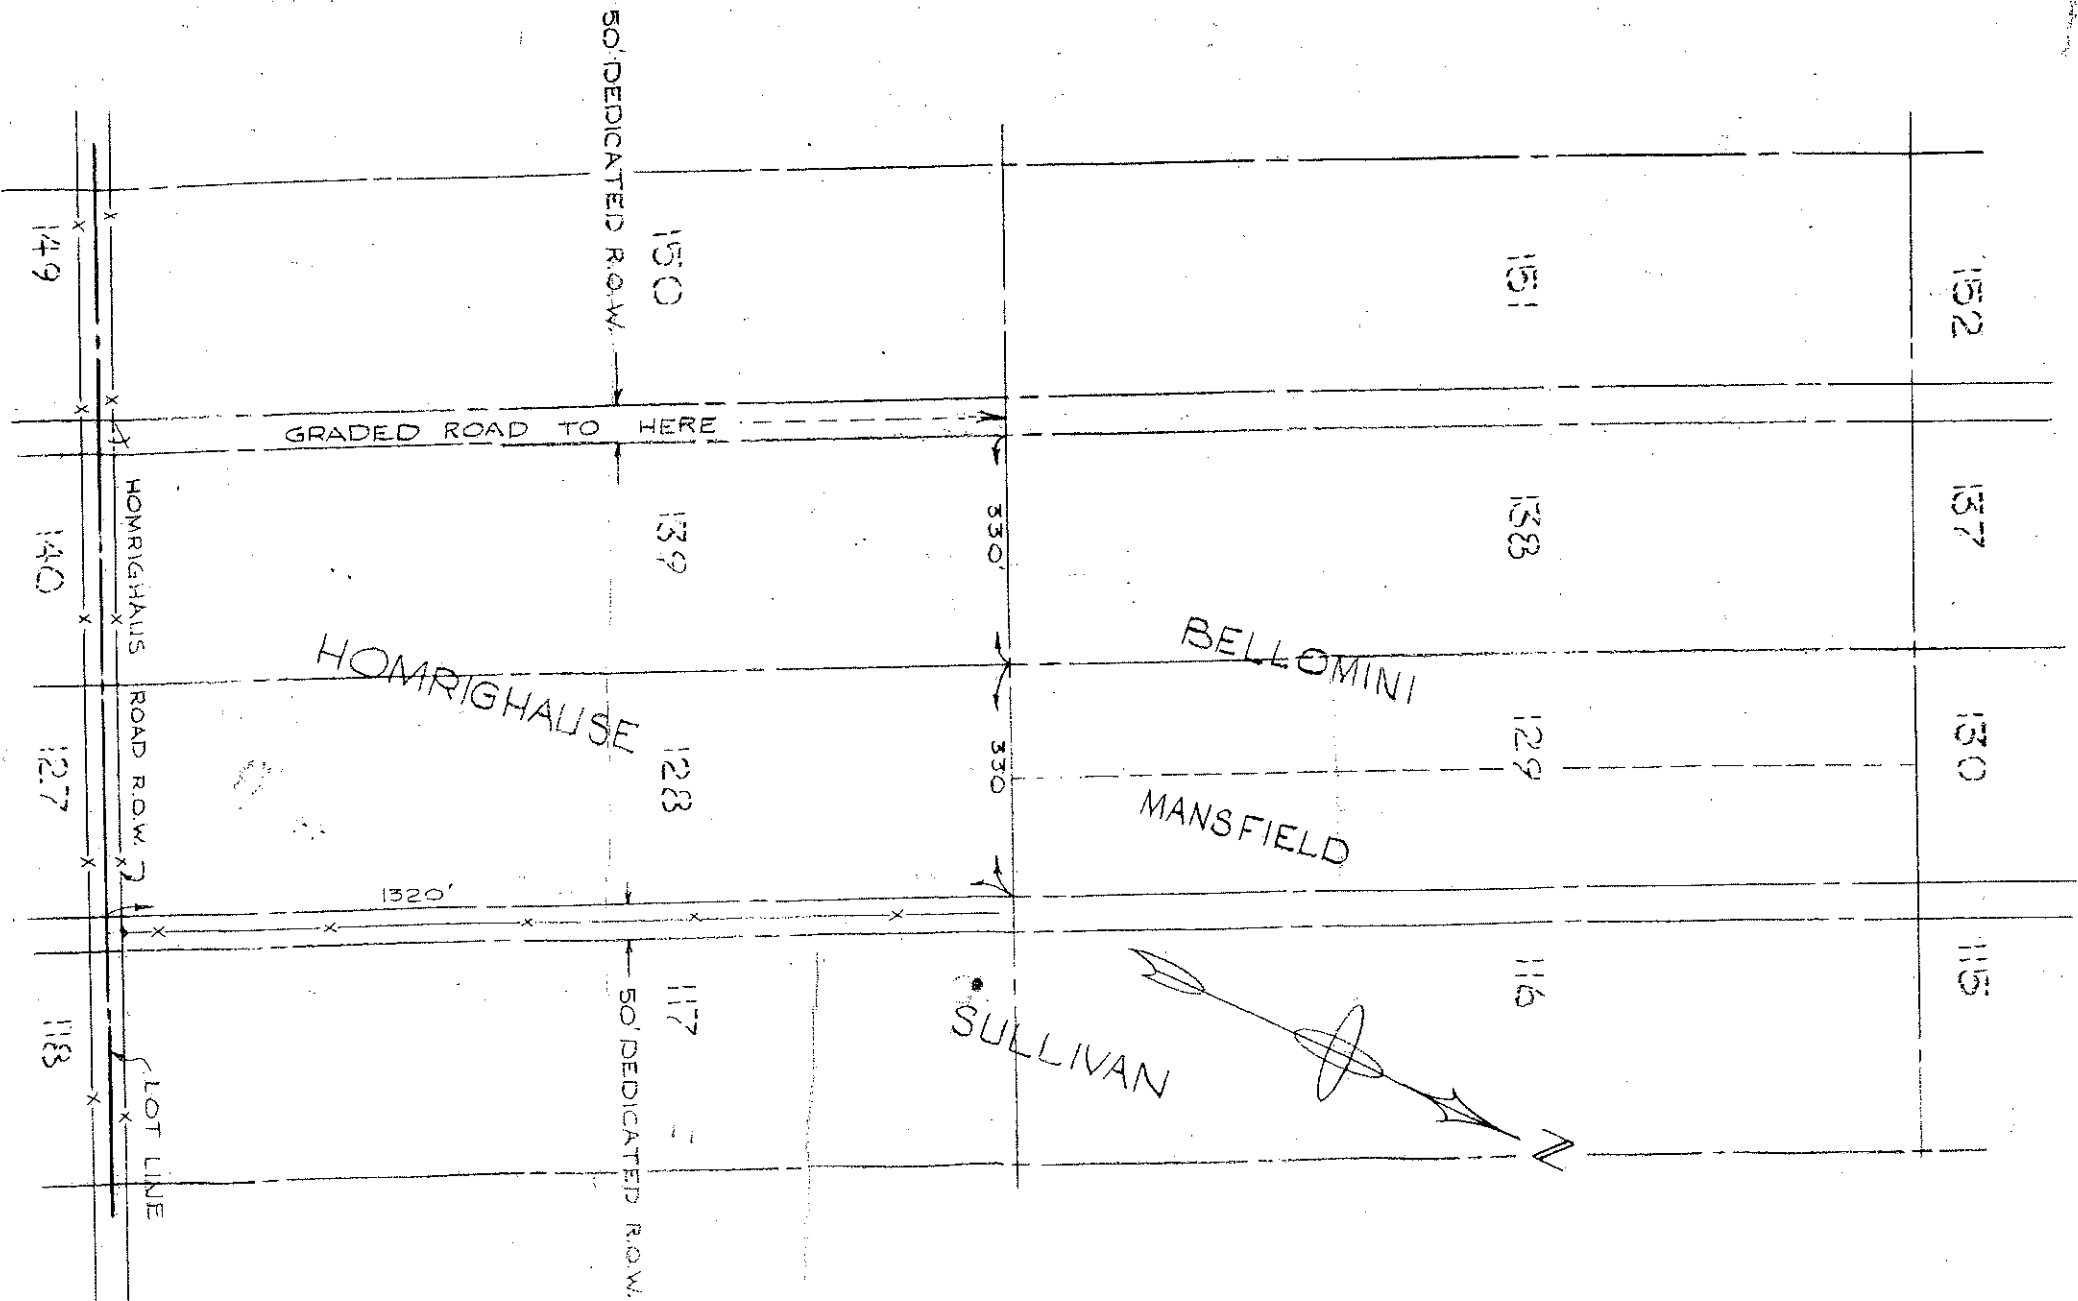 50' DEDICATED R.O.W.
149
150
151
152
GRADED ROAD TO HERE
HOMRIGHAUS ROAD R.O.W.
140
139
330'
138
137
HOMRIGHAUSE
BELLOMINI
127
128
330
129
130
MANSFIELD
1320'
118
117
116
115
SULLIVAN
N
LOT LINE
50' DEDICATED R.O.W.